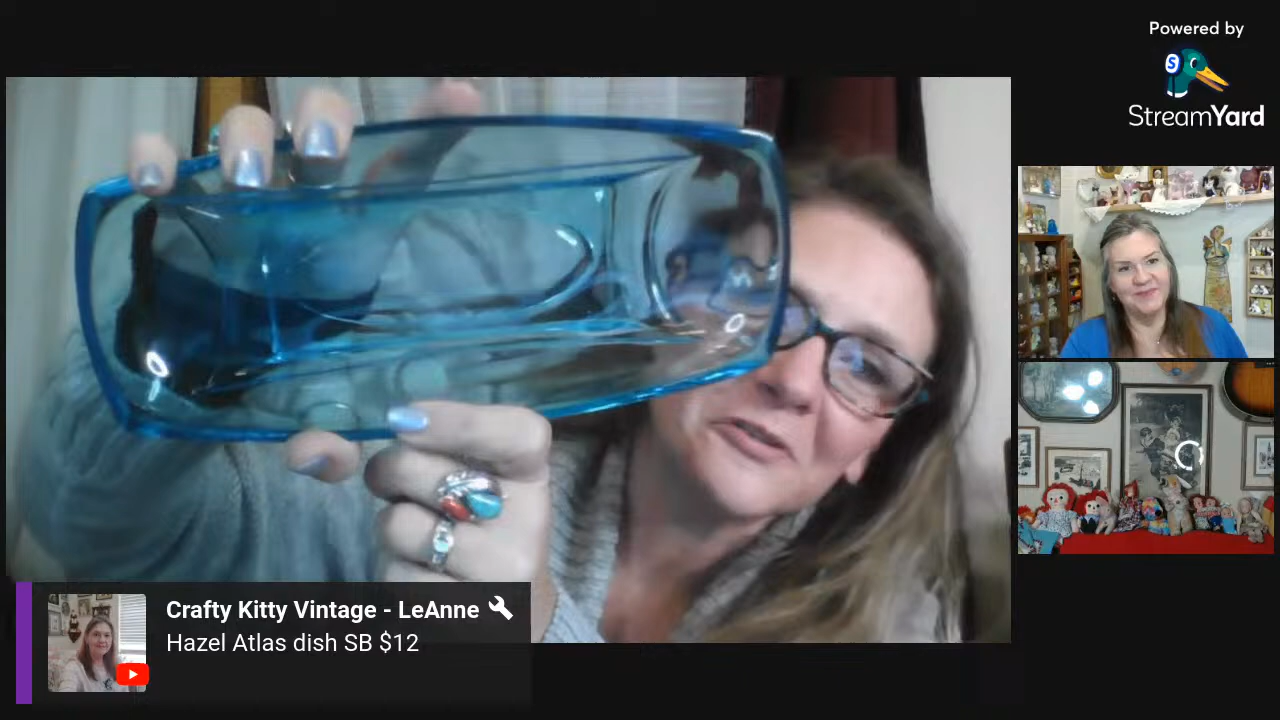 Powered by
S
StreamYard
Crafty Kitty Vintage - LeAnne
Hazel Atlas dish SB $12